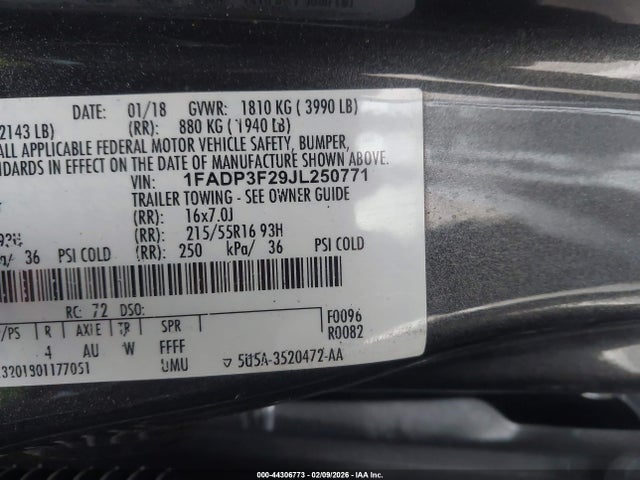 DATE: 01/18 GVWR: 1810 KG ( 3990 LB)
2143 LB) (RR): 880 KG ( 1940 LB)
ALL APPLICABLE FEDERAL MOTOR VEHICLE SAFETY, BUMPER,
STANDARDS IN EFFECT ON THE DATE OF MANUFACTURE SHOWN ABOVE.
VIN: 1FADP3F29JL250771
TRAILER TOWING - SEE OWNER GUIDE
(RR): 16x7.0J
(RR): 215/55R16 93H
kPa/ 36 PSI COLD (RR): 250 kPa/ 36 PSI COLD
RC: 72 DSO:
F0096
R0082
/PS R AXLE TR SPR
4 AU W FFFF
UMU
5U5A-3520472-AA
000-44306773 - 02/09/2026 - IAA Inc.